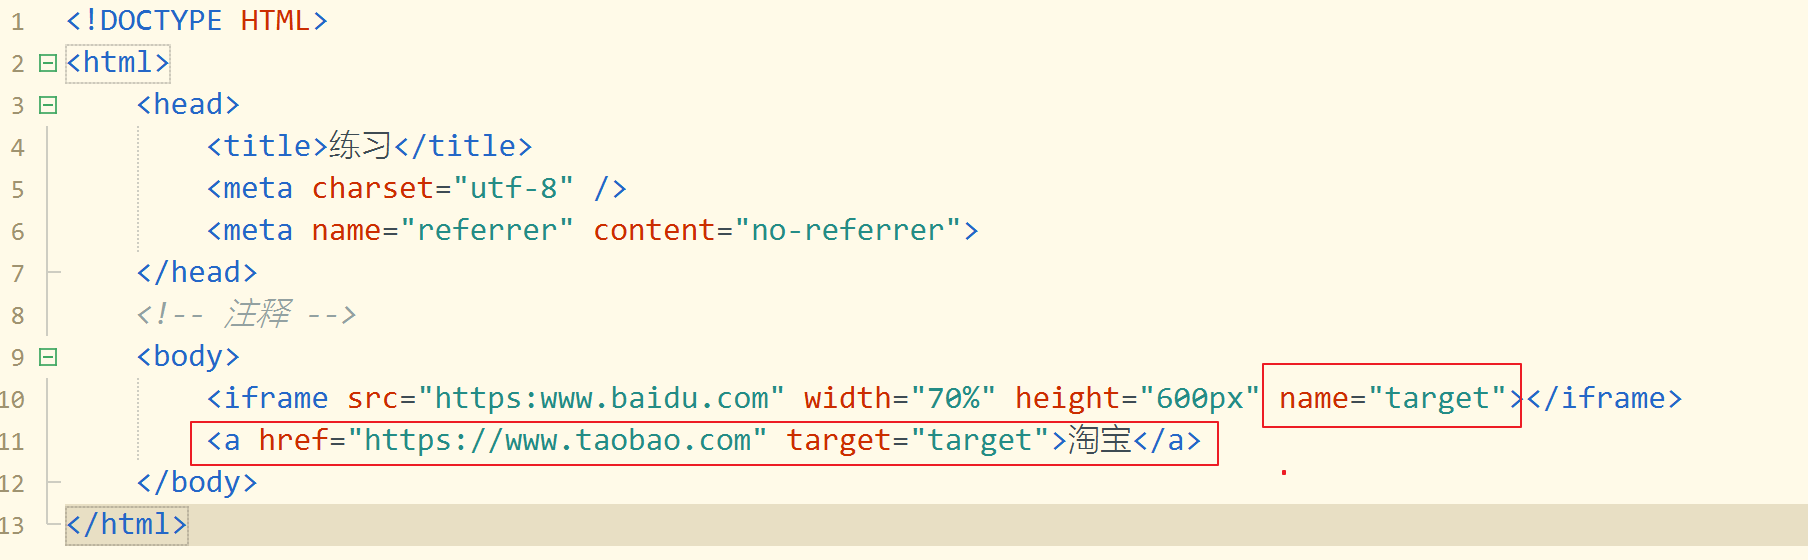 1 <!DOCTYPE HTML>
2 <html>
3 <head>
4 <title>练习</title>
5 <meta charset="utf-8" />
6 <meta name="referrer" content="no-referrer">
7 </head>
8 <!-- 注释 -->
9 <body>
10 <iframe src="https:www.baidu.com" width="70%" height="600px" name="target"></iframe>
11 <a href="https://www.taobao.com" target="target">淘宝</a>
12 </body>
13 </html>